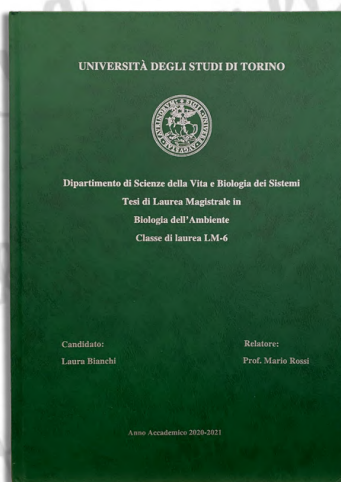 UNIVERSITÀ DEGLI STUDI DI TORINO
Dipartimento di Scienze della Vita e Biologia dei Sistemi
Tesi di Laurea Magistrale in
Biologia dell'Ambiente
Classe di laurea LM-6
Candidato: Relatore:
Laura Bianchi Prof. Mario Rossi
Anno Accademico 2020-2021